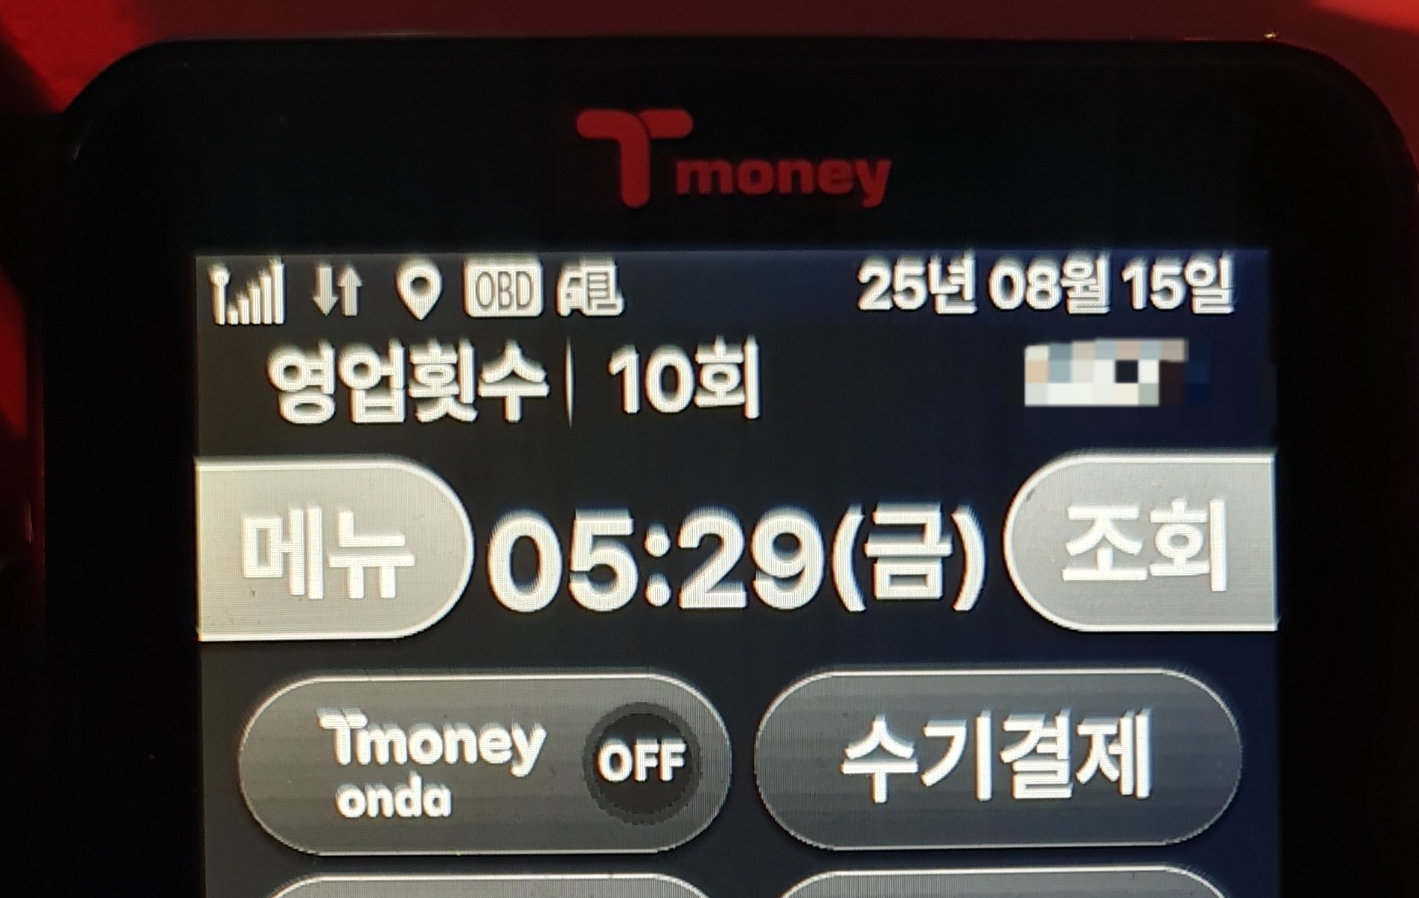 Tmoney
OBD 25년 08월 15일
영업횟수 10회
메뉴 05:29(금) 조회
Tmoney onda OFF 수기결제